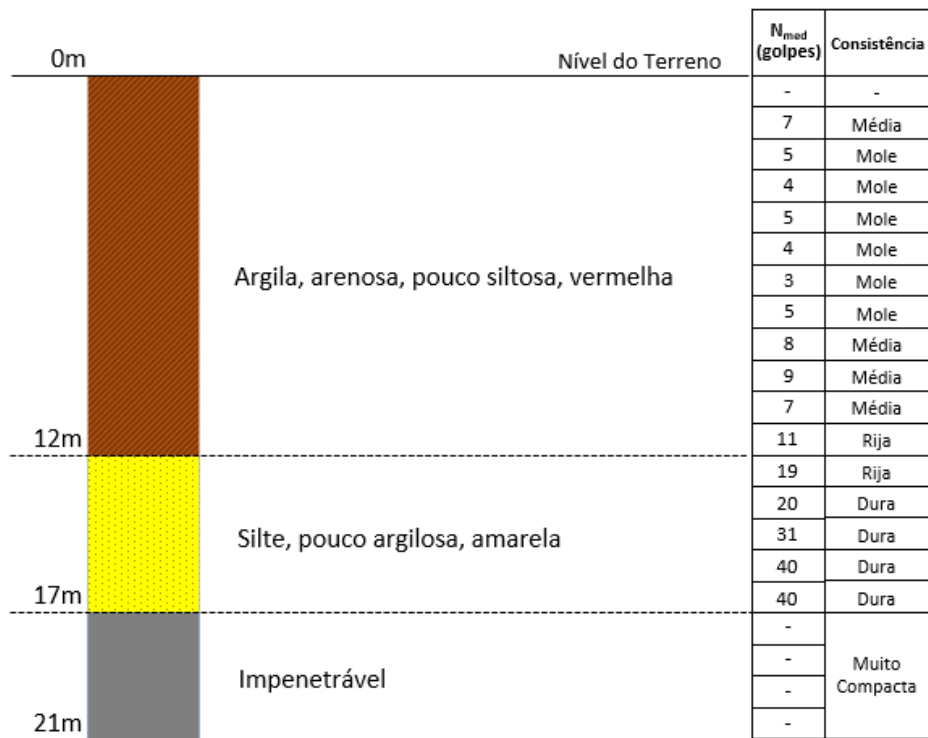 N_med (golpes) Consistência
0m Nível do Terreno
- -
7 Média
5 Mole
4 Mole
5 Mole
4 Mole
Argila, arenosa, pouco siltosa, vermelha
3 Mole
5 Mole
8 Média
9 Média
7 Média
12m
11 Rija
19 Rija
20 Dura
Silte, pouco argilosa, amarela
31 Dura
40 Dura
17m
40 Dura
-
-
Impenetrável
Muito Compacta
-
21m
-